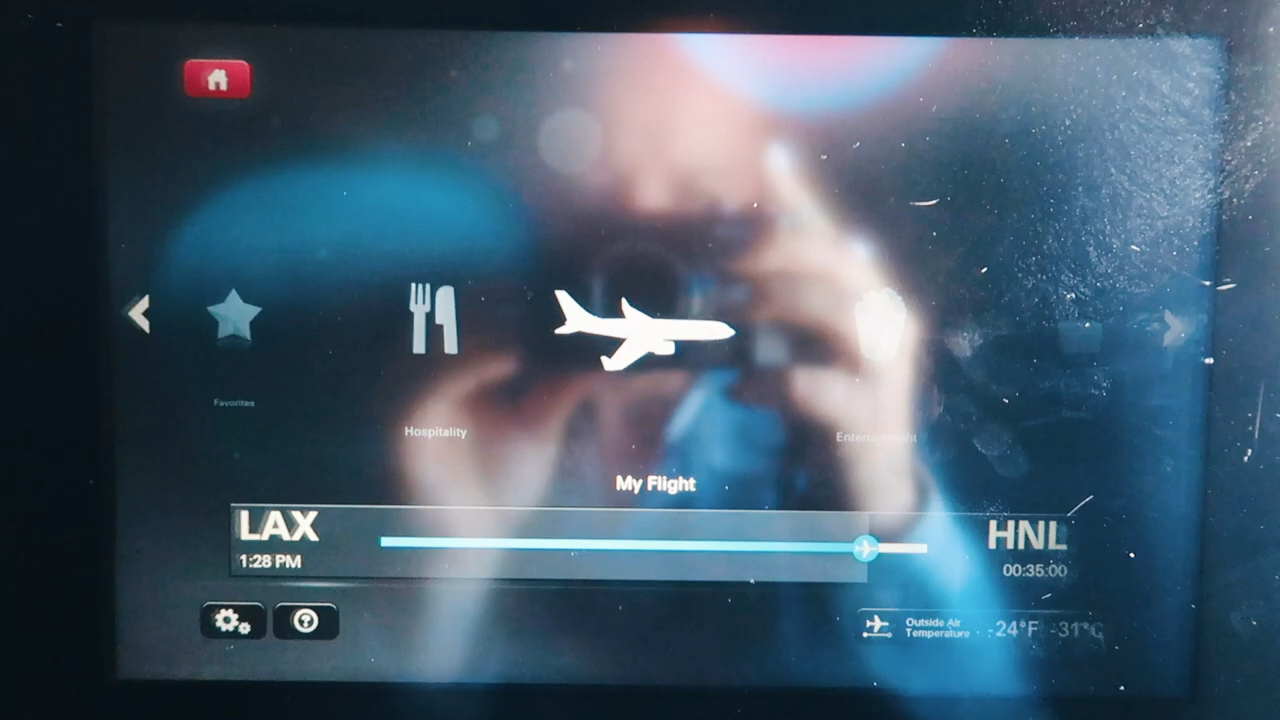 Favorites
Hospitality
Entertainment
My Flight
LAX
HNL
1:28 PM
00:35:00
Outside Air
Temperature
-24°F -31°C